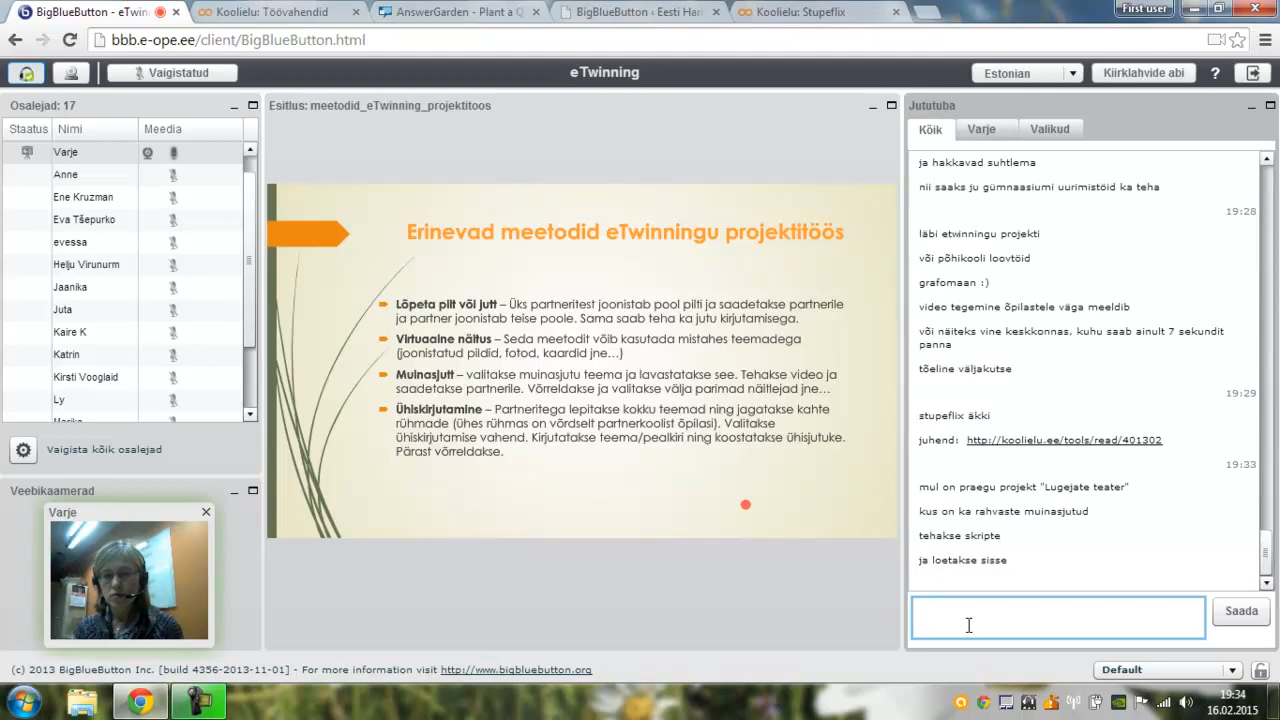 BigBlueButton - eTwin
Koolielu: Töövahendid
AnswerGarden - Plant a Q
BigBlueButton ‹ Eesti Hari
Koolielu: Stupeflix
First user
bbb.e-ope.ee/client/BigBlueButton.html
Vaigistatud
eTwinning
Estonian
Kiirklahvide abi
?
Osalejad: 17
Staatus Nimi Meedia
Varje
Anne
Ene Kruzman
Eva Tšepurko
evessa
Helju Virunurm
Jaanika
Juta
Kaire K
Katrin
Kirsti Vooglaid
Ly
Vaigista kõik osalejad
Veebikaamerad
Varje
Esitlus: meetodid_eTwinning_projektitoos
Erinevad meetodid eTwinningu projektitöös
Lõpeta pilt või jutt – Üks partneritest joonistab pool pilti ja saadetakse partnerile
ja partner joonistab teise poole. Sama saab teha ka jutu kirjutamisega.
Virtuaalne näitus – Seda meetodit võib kasutada mistahes teemadega
(joonistatud pildid, fotod, kaardid jne…)
Muinasjutt – valitakse muinasjutu teema ja lavastatakse see. Tehakse video ja
saadetakse partnerile. Võrreldakse ja valitakse välja parimad näitlejad jne…
Ühiskirjutamine – Partneritega lepitakse kokku teemad ning jagatakse kahte
rühmade (ühes rühmas on võrdselt partnerkoolist õpilasi). Valitakse
ühiskirjutamise vahend. Kirjutatakse teema/pealkiri ning koostatakse ühisjutuke.
Pärast võrreldakse.
Jututuba
Kõik Varje Valikud
ja hakkavad suhtlema
nii saaks ju gümnaasiumi uurimistöid ka teha
19:28
läbi etwinningu projekti
või põhikooli loovtöid
grafomaan :)
video tegemine õpilastele väga meeldib
või näiteks vine keskkonnas, kuhu saab ainult 7 sekundit
panna
tõeline väljakutse
19:29
stupeflix äkki
juhend: http://koolielu.ee/tools/read/401302
19:33
mul on praegu projekt "Lugejate teater"
kus on ka rahvaste muinasjutud
tehakse skripte
ja loetakse sisse
Saada
(c) 2013 BigBlueButton Inc. [build 4356-2013-11-01] - For more information visit http://www.bigbluebutton.org
Default
19:34
16.02.2015